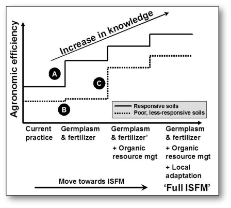 Agronomic efficiency
Increase in knowledge
A
B
C
Responsive soils
Poor, less-responsive soils
Current
practice
Germplasm
& fertilizer
Germplasm
& fertilizer
+ Organic
resource mgt
Germplasm
& fertilizer
+ Organic
resource mgt
+ Local
adaptation
Move towards ISFM
'Full ISFM'